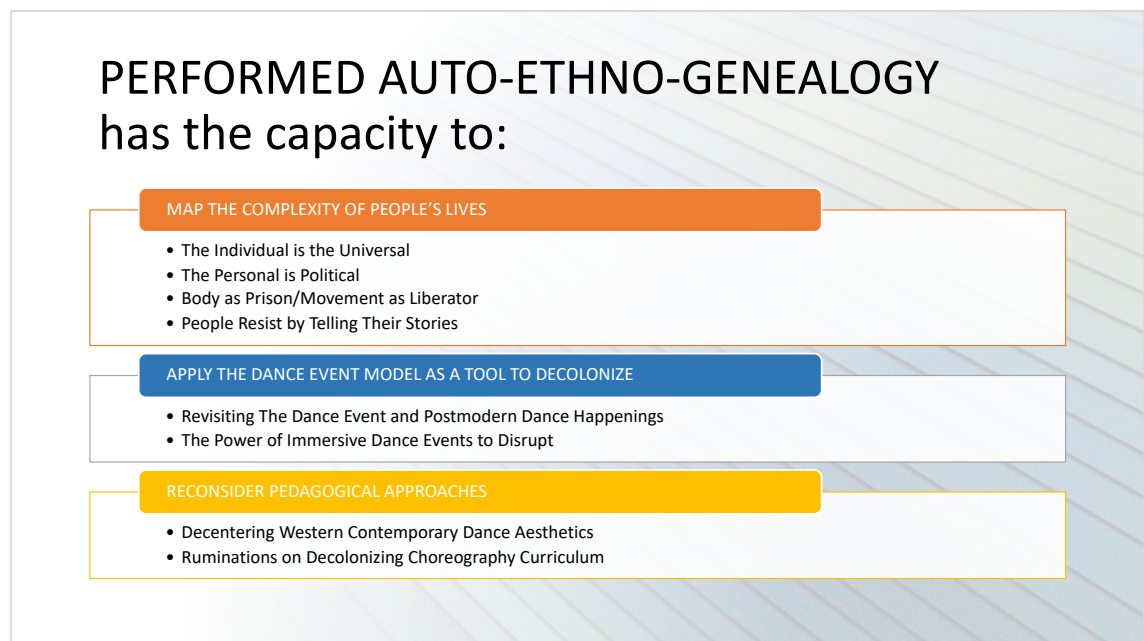 PERFORMED AUTO-ETHNO-GENEALOGY
has the capacity to:
MAP THE COMPLEXITY OF PEOPLE’S LIVES
• The Individual is the Universal
• The Personal is Political
• Body as Prison/Movement as Liberator
• People Resist by Telling Their Stories
APPLY THE DANCE EVENT MODEL AS A TOOL TO DECOLONIZE
• Revisiting The Dance Event and Postmodern Dance Happenings
• The Power of Immersive Dance Events to Disrupt
RECONSIDER PEDAGOGICAL APPROACHES
• Decentering Western Contemporary Dance Aesthetics
• Ruminations on Decolonizing Choreography Curriculum